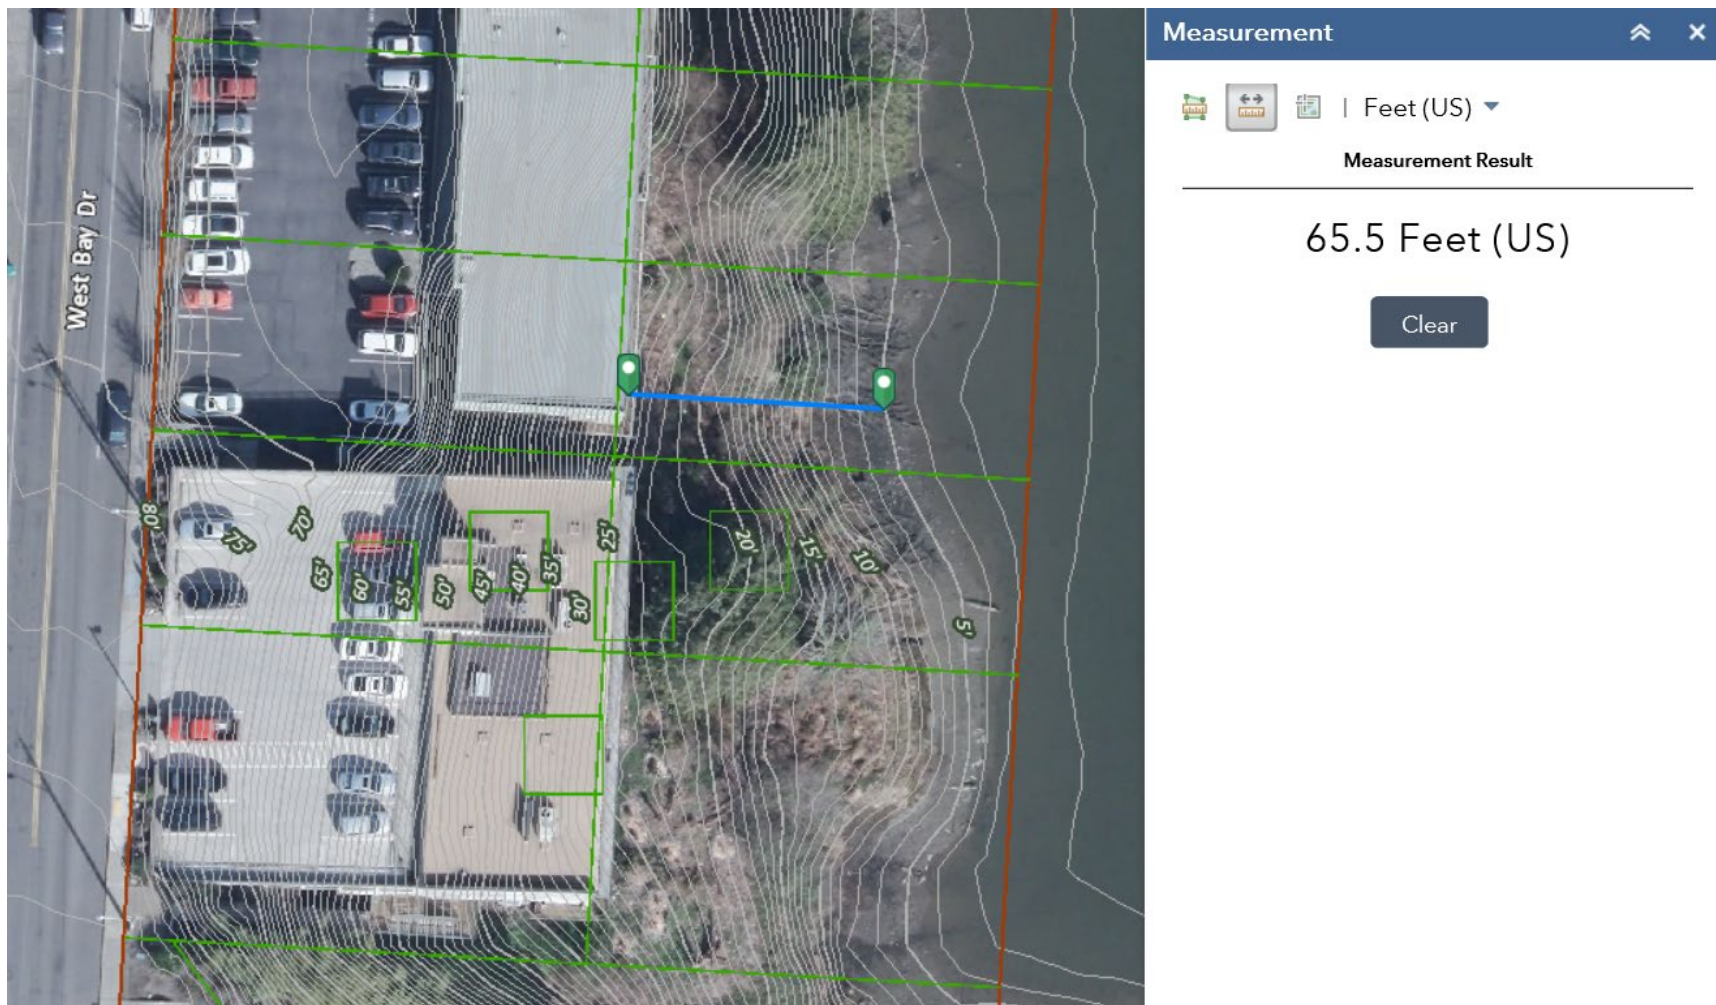 Measurement
| Feet (US)
Measurement Result
65.5 Feet (US)
Clear
West Bay Dr
80'
75'
70'
65'
60'
55'
50'
45'
40'
35'
30'
25'
20'
15'
10'
5'